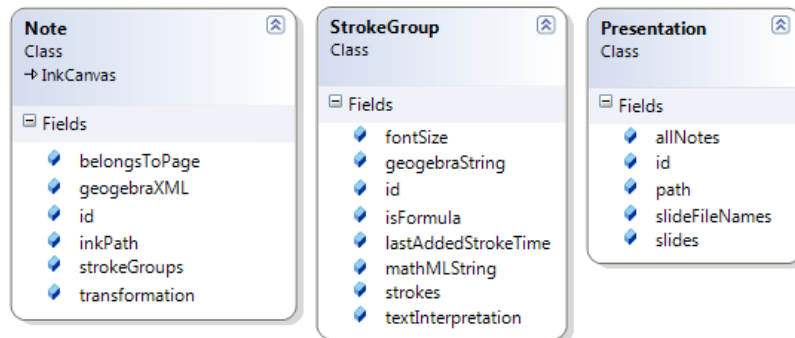 Note
Class
InkCanvas
Fields
belongsToPage
geogebraXML
id
inkPath
strokeGroups
transformation
StrokeGroup
Class
Fields
fontSize
geogebraString
id
isFormula
lastAddedStrokeTime
mathMLString
strokes
textInterpretation
Presentation
Class
Fields
allNotes
id
path
slideFileNames
slides